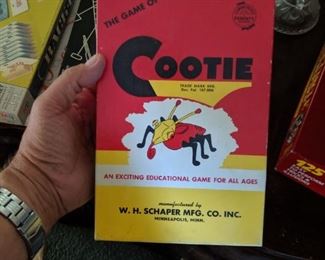 THE GAME OF
COOTIE
TRADE MARK REG.
AN EXCITING EDUCATIONAL GAME FOR ALL AGES
manufactured by
W. H. SCHAPER MFG. CO. INC.
MINNEAPOLIS, MINN.
125